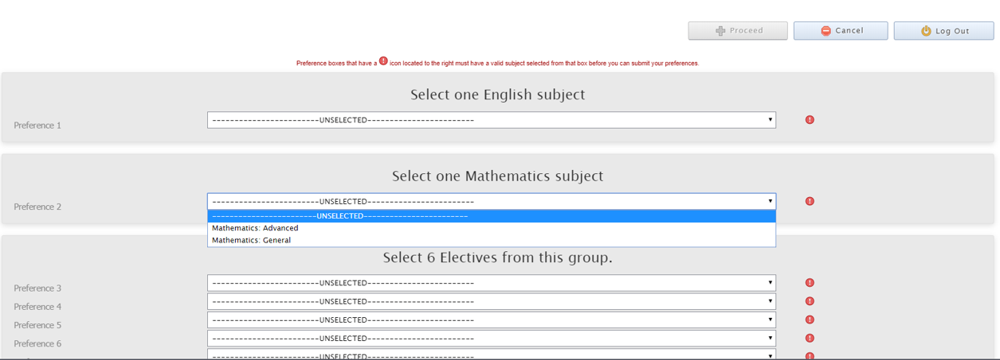 Proceed
Cancel
Log Out
Preference boxes that have a icon located to the right must have a valid subject selected from that box before you can submit your preferences.
Select one English subject
Preference 1
------------------------UNSELECTED------------------------
Select one Mathematics subject
Preference 2
------------------------UNSELECTED------------------------
------------------------UNSELECTED------------------------
Mathematics: Advanced
Mathematics: General
Select 6 Electives from this group.
Preference 3
------------------------UNSELECTED------------------------
Preference 4
------------------------UNSELECTED------------------------
Preference 5
------------------------UNSELECTED------------------------
Preference 6
------------------------UNSELECTED------------------------
------------------------UNSELECTED------------------------